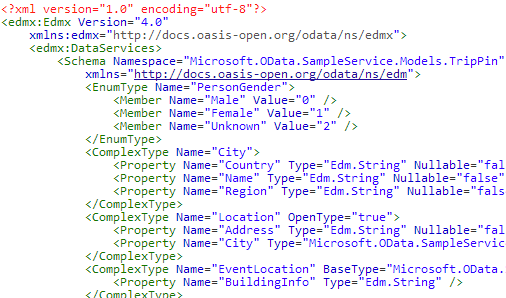 <?xml version="1.0" encoding="utf-8"?>
<edmx:Edmx Version="4.0"
xmlns:edmx="http://docs.oasis-open.org/odata/ns/edmx">
<edmx:DataServices>
<Schema Namespace="Microsoft.OData.SampleService.Models.TripPin"
xmlns="http://docs.oasis-open.org/odata/ns/edm">
<EnumType Name="PersonGender">
<Member Name="Male" Value="0" />
<Member Name="Female" Value="1" />
<Member Name="Unknown" Value="2" />
</EnumType>
<ComplexType Name="City">
<Property Name="Country" Type="Edm.String" Nullable="fal
<Property Name="Name" Type="Edm.String" Nullable="false"
<Property Name="Region" Type="Edm.String" Nullable="fals
</ComplexType>
<ComplexType Name="Location" OpenType="true">
<Property Name="Address" Type="Edm.String" Nullable="fal
<Property Name="City" Type="Microsoft.OData.SampleServic
</ComplexType>
<ComplexType Name="EventLocation" BaseType="Microsoft.OD
<Property Name="BuildingInfo" Type="Edm.String" />
</ComplexType>